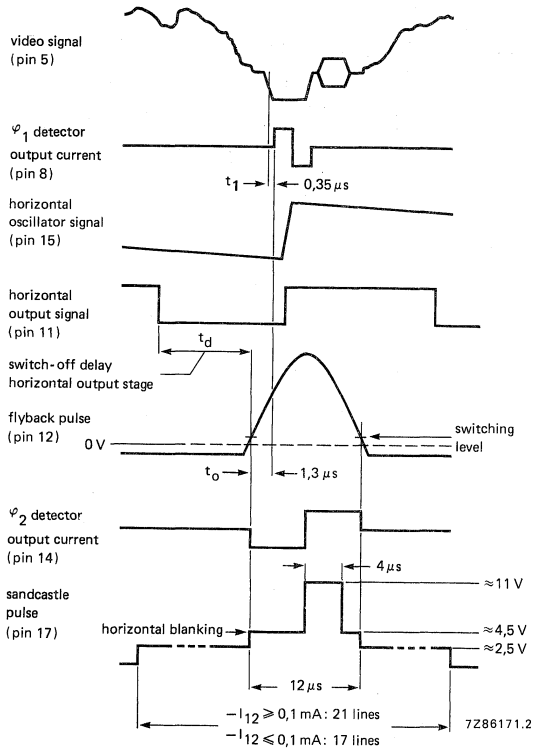 video signal
(pin 5)
φ1 detector
output current
(pin 8)
t1
0,35 μs
horizontal
oscillator signal
(pin 15)
horizontal
output signal
(pin 11)
td
switch-off delay
horizontal output stage
flyback pulse
(pin 12)
0 V
switching
level
to
1,3 μs
φ2 detector
output current
(pin 14)
4 μs
sandcastle
pulse
(pin 17)
≈11 V
horizontal blanking
≈4,5 V
≈2,5 V
12 μs
−I12 ⩾ 0,1 mA: 21 lines
−I12 ⩽ 0,1 mA: 17 lines
7Z86171.2